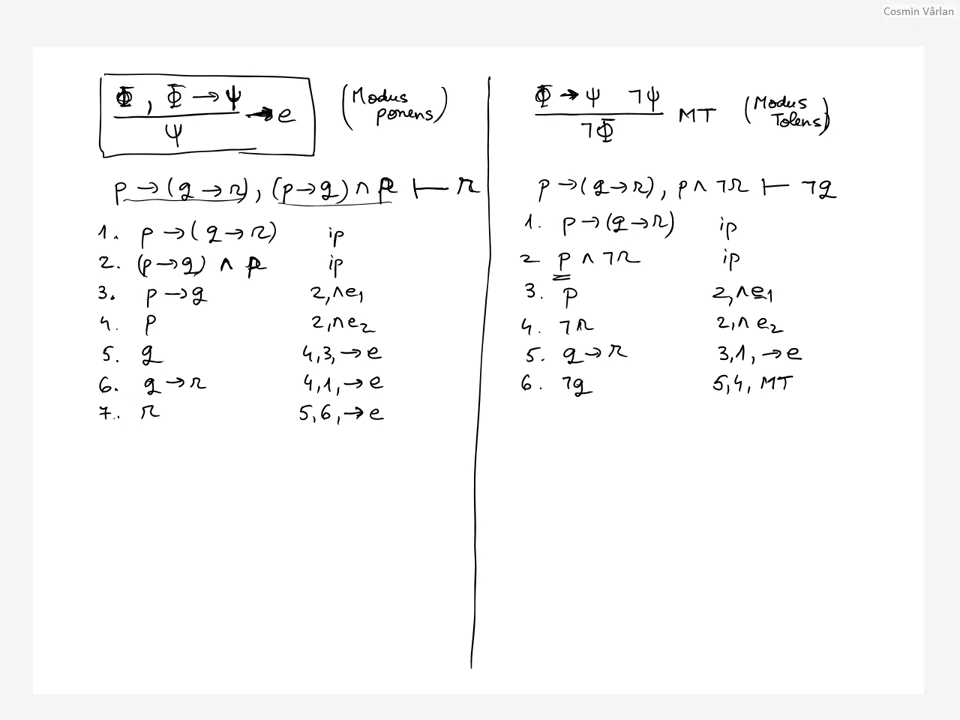 Cosmin Vârlan
Φ , Φ → Ψ
Ψ
→ e
(Modus ponens)
p → (q → r), (p → q) ∧ p ⊢ r
1. p → (q → r) ip
2. (p → q) ∧ p ip
3. p → q 2, ∧e₁
4. p 2, ∧e₂
5. q 4,3, → e
6. q → r 4,1, → e
7. r 5,6, → e
Φ → Ψ ¬Ψ
¬Φ
MT
(Modus Tolens)
p → (q → r), p ∧ ¬r ⊢ ¬q
1. p → (q → r) ip
2 p ∧ ¬r ip
3. p 2, ∧e₁
4. ¬r 2, ∧e₂
5. q → r 3,1, → e
6. ¬q 5,4, MT